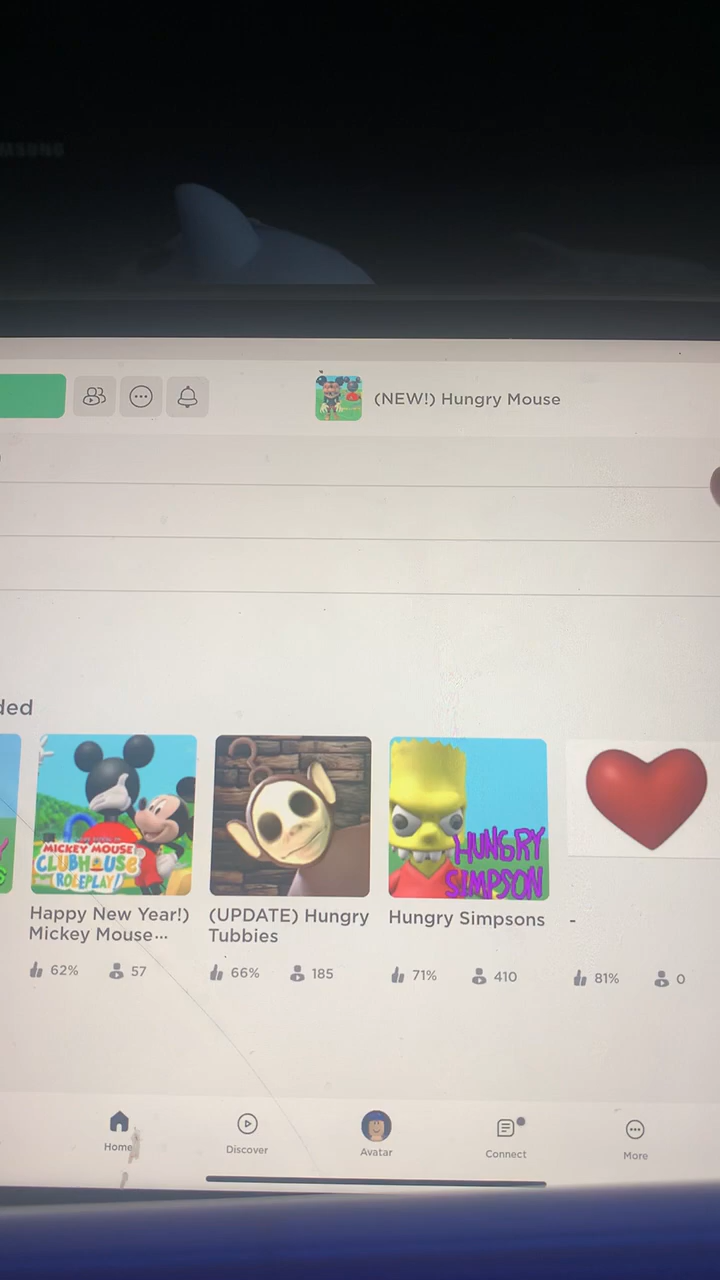 (NEW!) Hungry Mouse
MICKEY MOUSE
CLUBHOUSE
ROLEPLAY!
HUNGRY
SIMPSON
Happy New Year!)
Mickey Mouse...
(UPDATE) Hungry
Tubbies
Hungry Simpsons
-
62% 57
66% 185
71% 410
81% 0
Home
Discover
Avatar
Connect
More